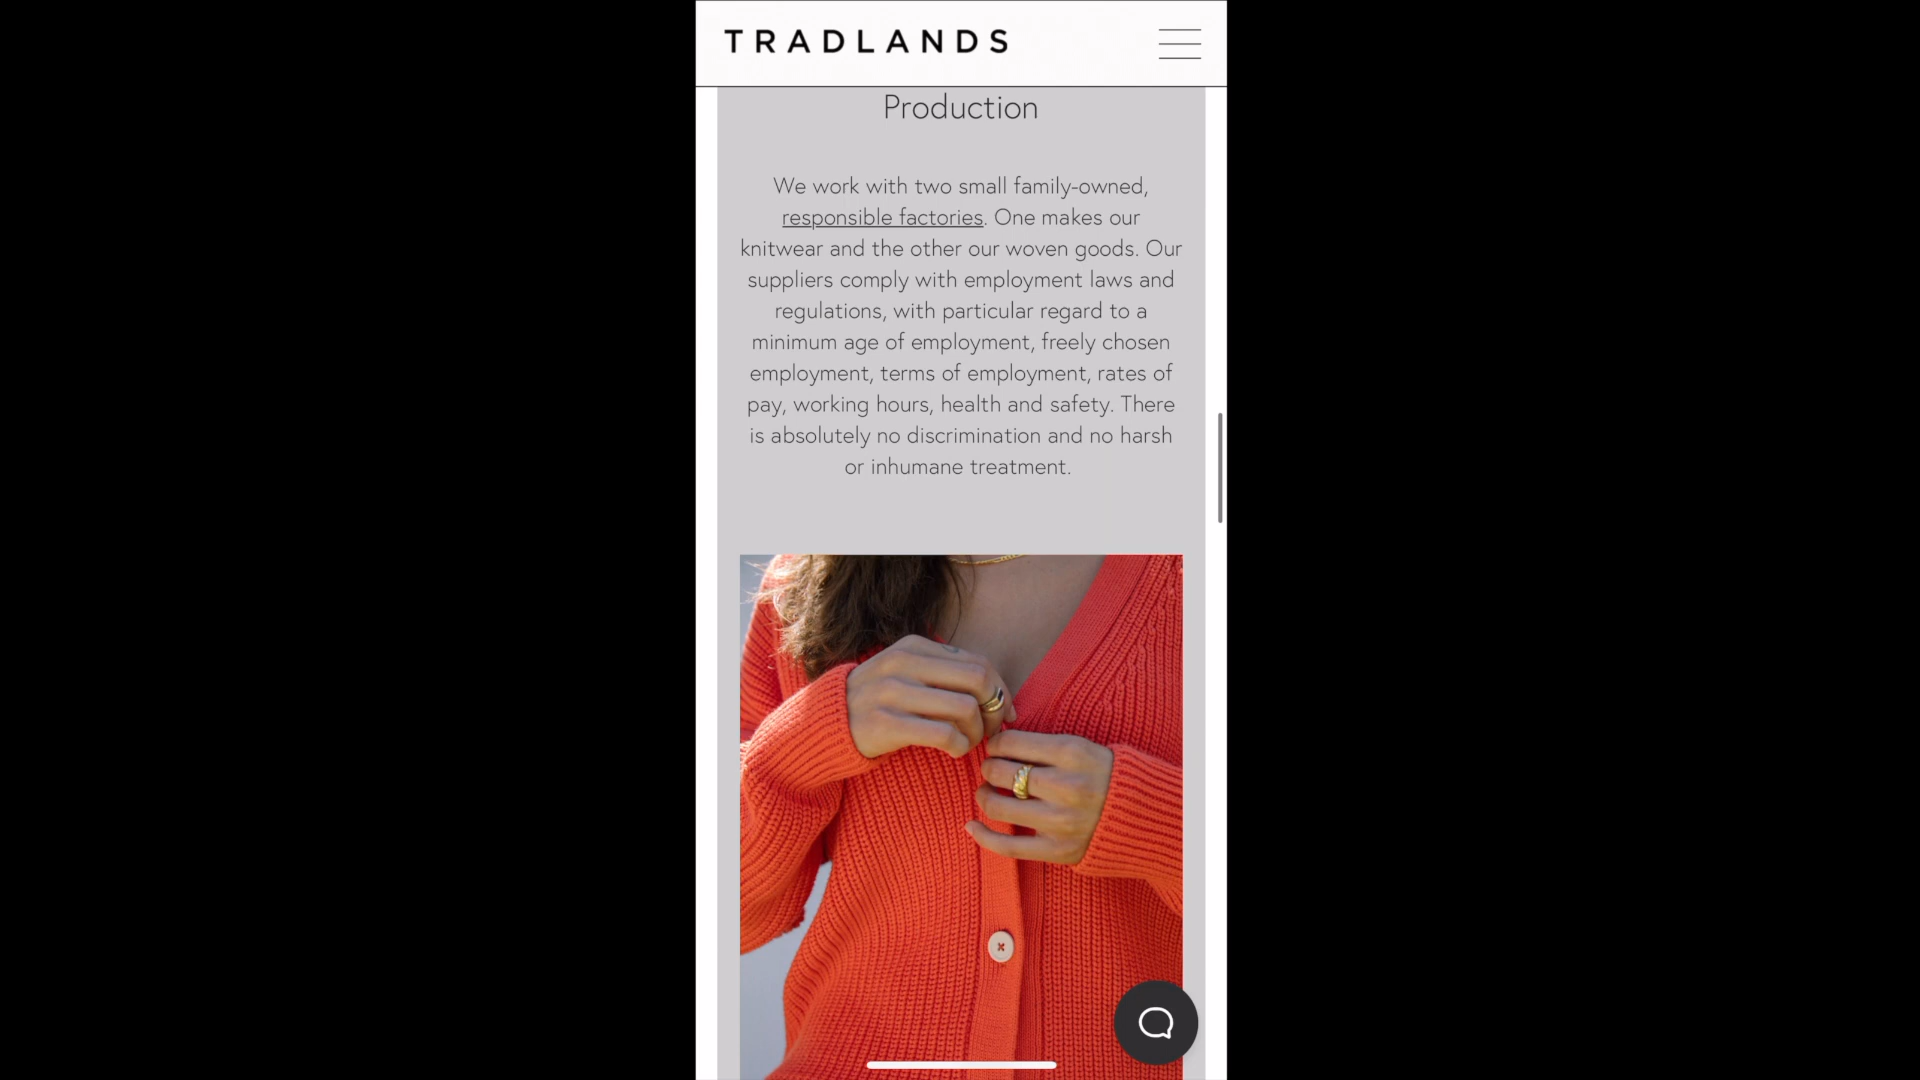 TRADLANDS
Production
We work with two small family-owned,
responsible factories. One makes our
knitwear and the other our woven goods. Our
suppliers comply with employment laws and
regulations, with particular regard to a
minimum age of employment, freely chosen
employment, terms of employment, rates of
pay, working hours, health and safety. There
is absolutely no discrimination and no harsh
or inhumane treatment.